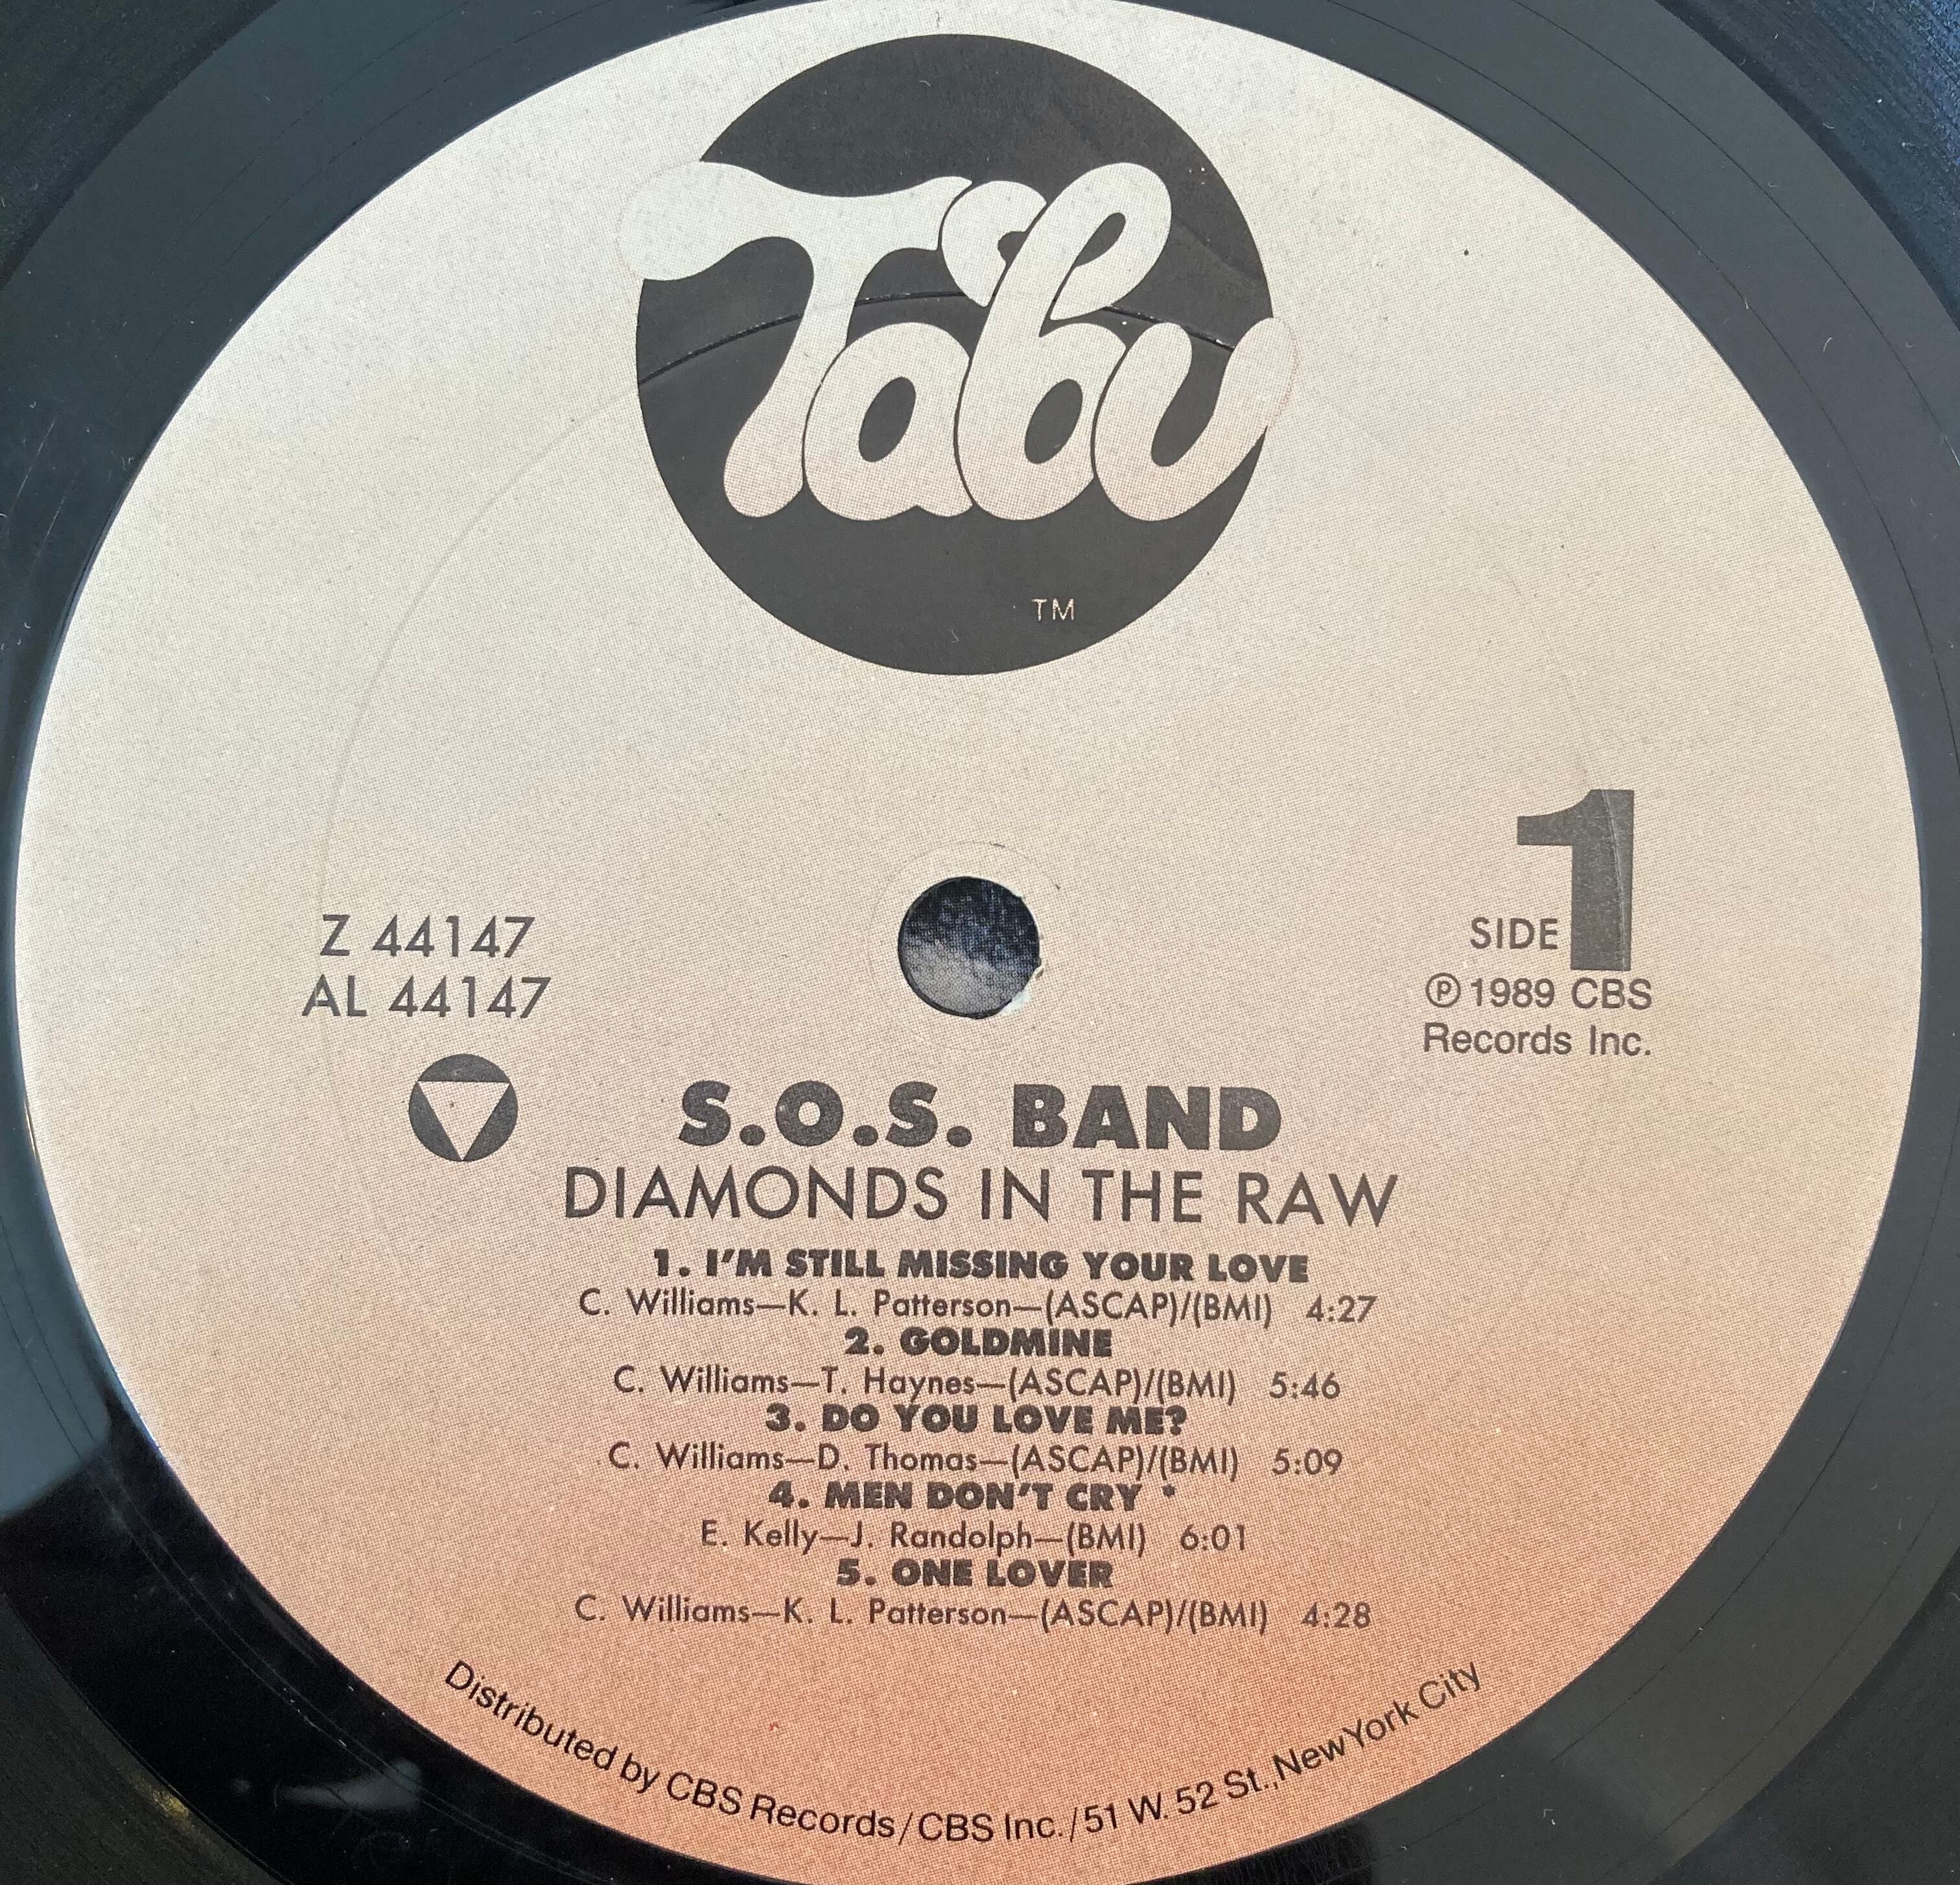 Tabu
TM
SIDE 1
Z 44147
AL 44147
Ⓟ 1989 CBS
Records Inc.
S.O.S. BAND
DIAMONDS IN THE RAW
1. I'M STILL MISSING YOUR LOVE
C. Williams—K. L. Patterson—(ASCAP)/(BMI) 4:27
2. GOLDMINE
C. Williams—T. Haynes—(ASCAP)/(BMI) 5:46
3. DO YOU LOVE ME?
C. Williams—D. Thomas—(ASCAP)/(BMI) 5:09
4. MEN DON'T CRY *
E. Kelly—J. Randolph—(BMI) 6:01
5. ONE LOVER
C. Williams—K. L. Patterson—(ASCAP)/(BMI) 4:28
Distributed by CBS Records/CBS Inc./51 W. 52 St., New York City